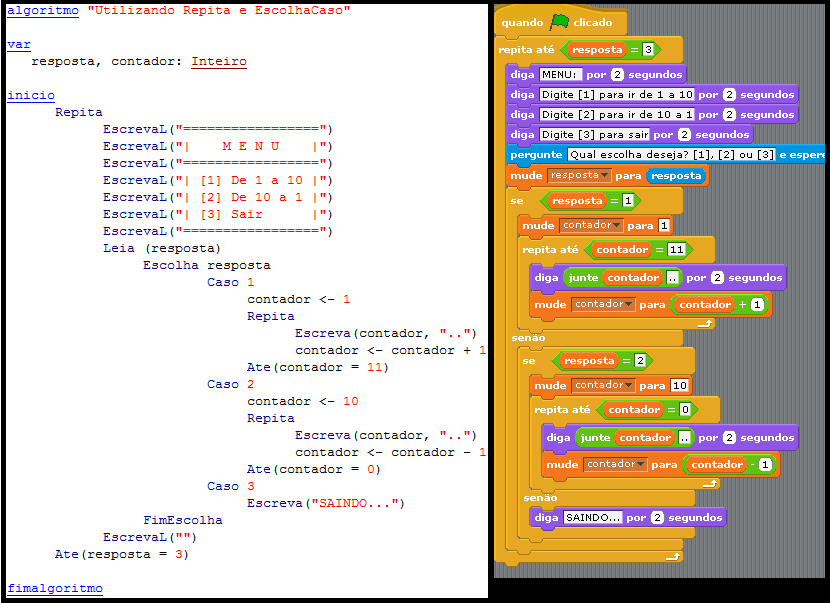 algoritmo "Utilizando Repita e EscolhaCaso"
var
resposta, contador: Inteiro
inicio
Repita
EscrevaL("=================")
EscrevaL("|    M E N U    |")
EscrevaL("=================")
EscrevaL("| [1] De 1 a 10 |")
EscrevaL("| [2] De 10 a 1 |")
EscrevaL("| [3] Sair      |")
EscrevaL("=================")
Leia (resposta)
Escolha resposta
Caso 1
contador <- 1
Repita
Escreva(contador, "..")
contador <- contador + 1
Ate(contador = 11)
Caso 2
contador <- 10
Repita
Escreva(contador, "..")
contador <- contador - 1
Ate(contador = 0)
Caso 3
Escreva("SAINDO...")
FimEscolha
EscrevaL("")
Ate(resposta = 3)
fimalgoritmo
quando clicado
repita até resposta = 3
diga MENU: por 2 segundos
diga Digite [1] para ir de 1 a 10 por 2 segundos
diga Digite [2] para ir de 10 a 1 por 2 segundos
diga Digite [3] para sair por 2 segundos
pergunte Qual escolha deseja? [1], [2] ou [3] e espere
mude resposta para resposta
se resposta = 1
mude contador para 1
repita até contador = 11
diga junte contador .. por 2 segundos
mude contador para contador + 1
senão
se resposta = 2
mude contador para 10
repita até contador = 0
diga junte contador .. por 2 segundos
mude contador para contador - 1
senão
diga SAINDO... por 2 segundos